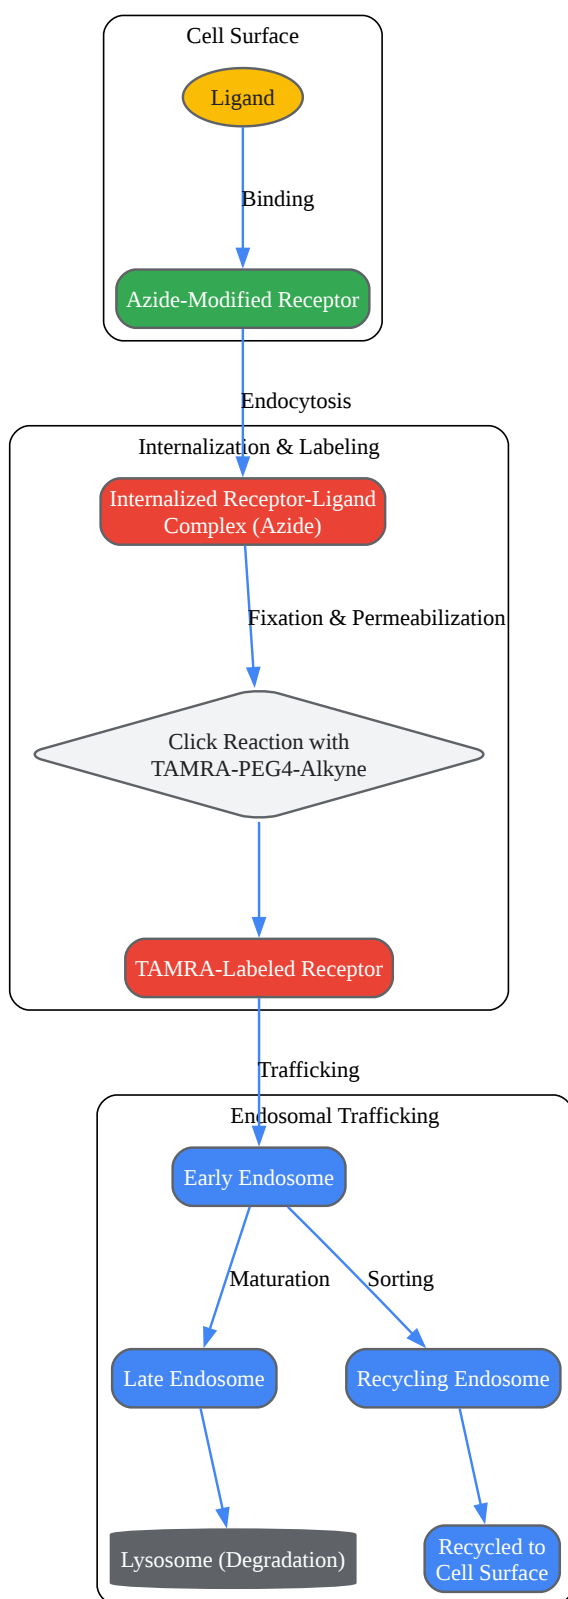 Cell Surface
Ligand
Binding
Azide-Modified Receptor
Endocytosis
Internalization & Labeling
Internalized Receptor-Ligand
Complex (Azide)
Fixation & Permeabilization
Click Reaction with
TAMRA-PEG4-Alkyne
TAMRA-Labeled Receptor
Trafficking
Endosomal Trafficking
Early Endosome
Maturation
Sorting
Late Endosome
Recycling Endosome
Lysosome (Degradation)
Recycled to
Cell Surface